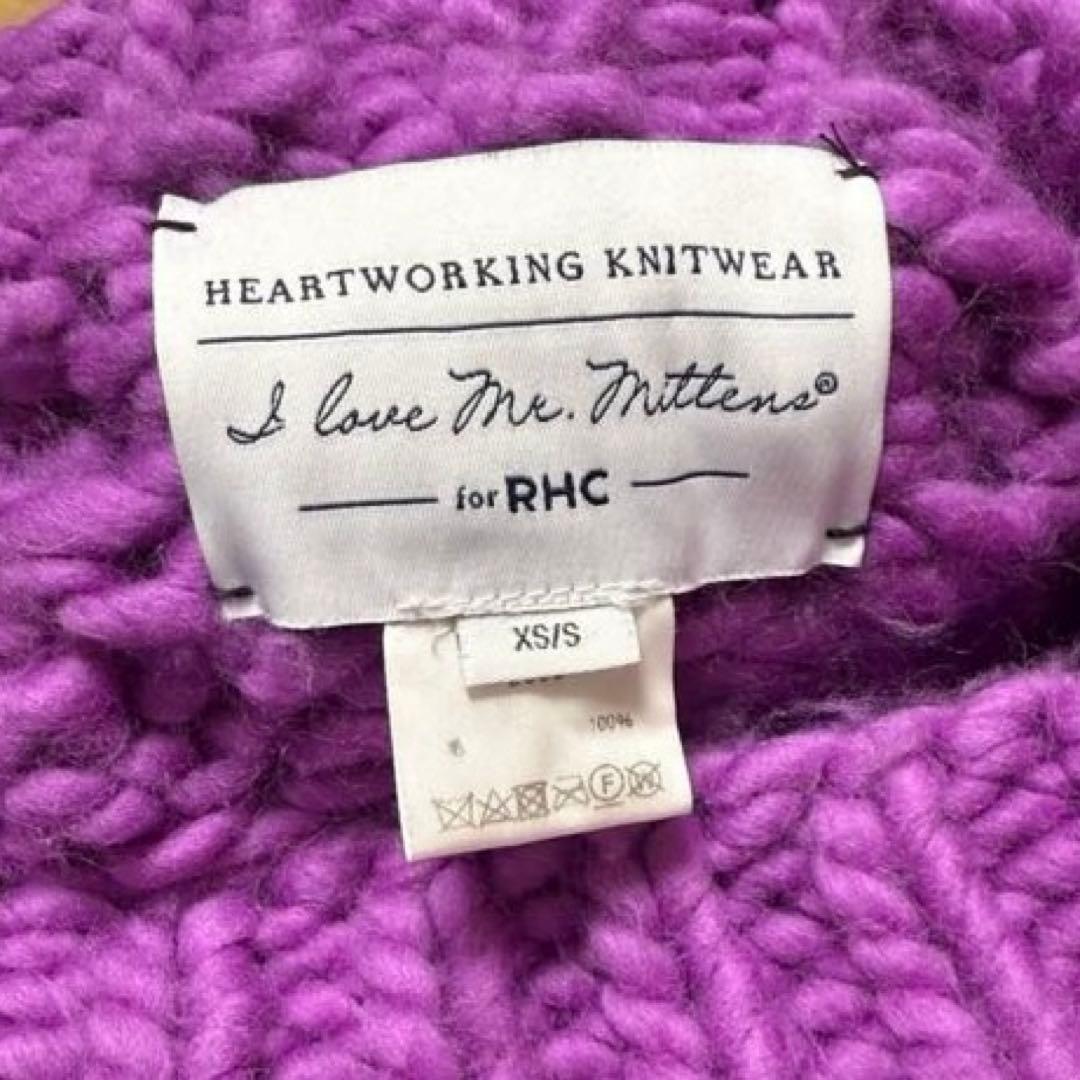 HEARTWORKING KNITWEAR
I love Mr. Mittens®
for RHC
XS/S
100%
F